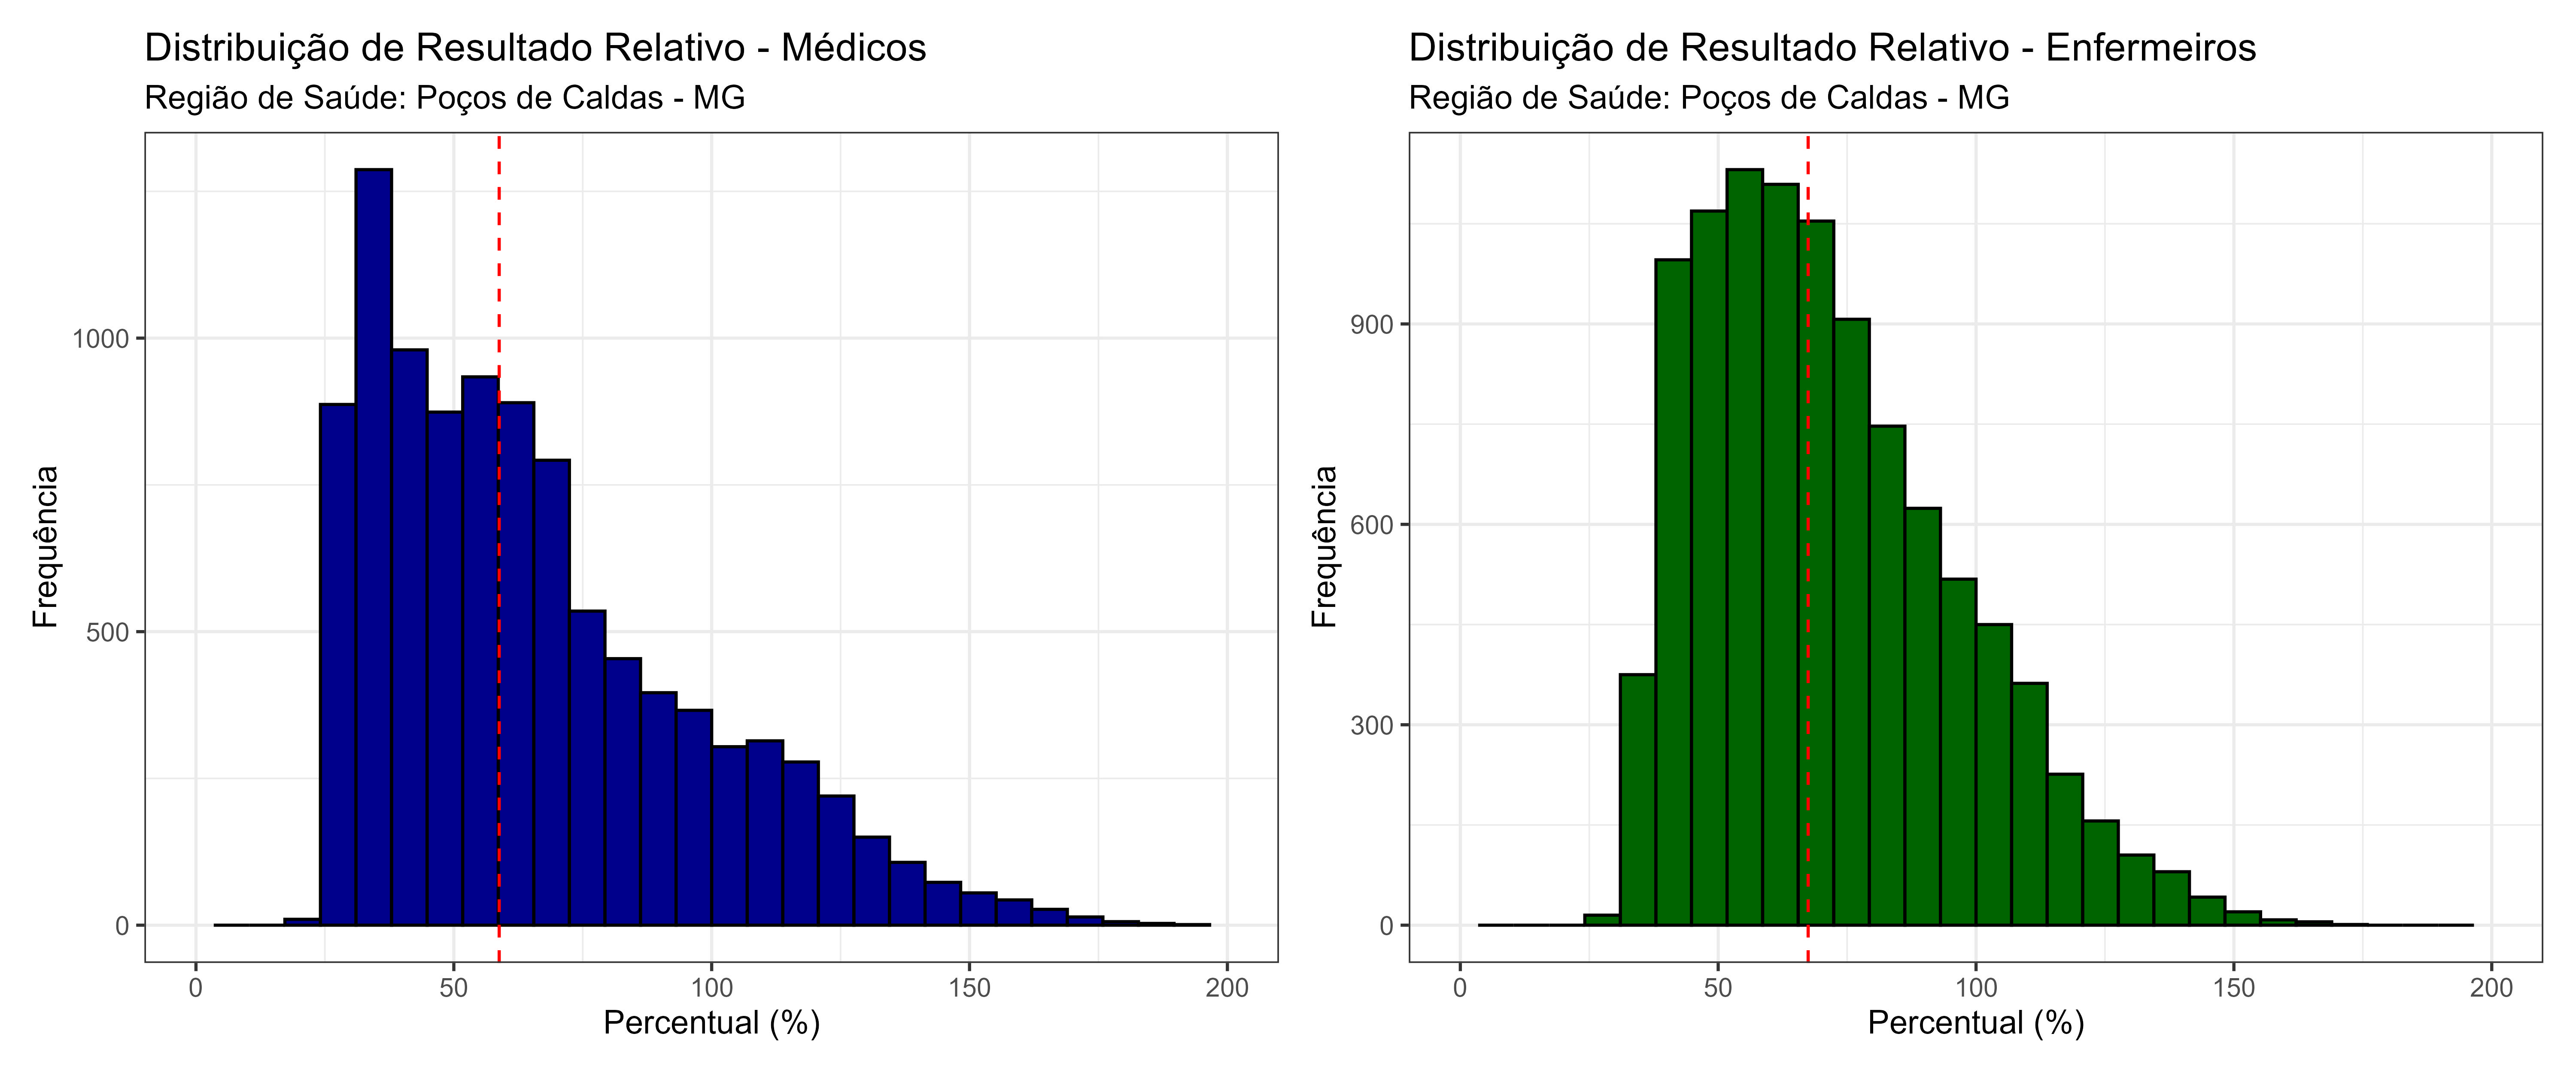 Distribuição de Resultado Relativo - Médicos
Região de Saúde: Poços de Caldas - MG
Frequência
1000
500
0
0 50 100 150 200
Percentual (%)
Distribuição de Resultado Relativo - Enfermeiros
Região de Saúde: Poços de Caldas - MG
Frequência
900
600
300
0
0 50 100 150 200
Percentual (%)